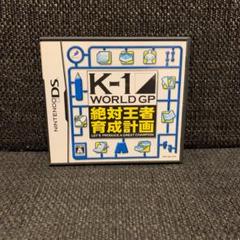 NINTENDO DS
K-1
WORLD GP
絶対王者
育成計画
LET'S PRODUCE A GREAT CHAMPION